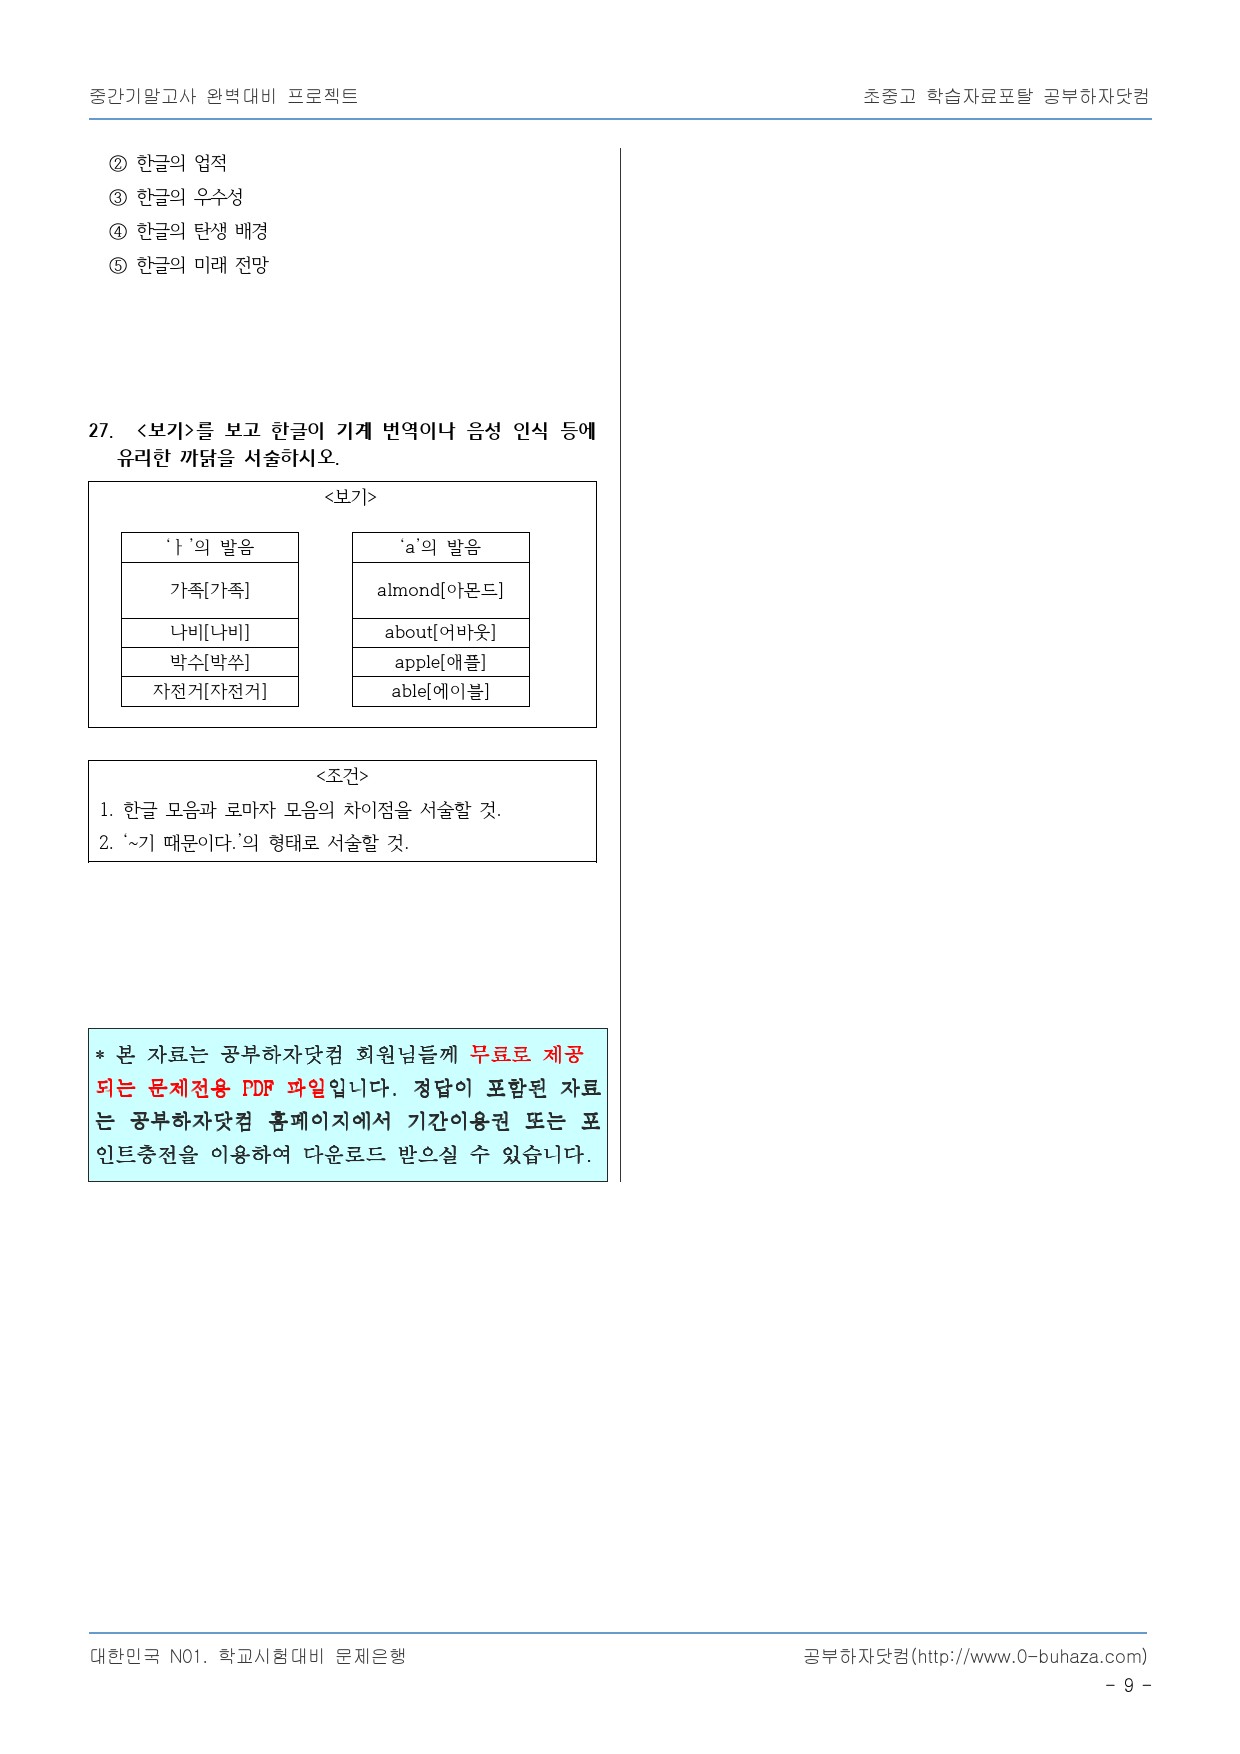 중간기말고사 완벽대비 프로젝트 초중고 학습자료포탈 공부하자닷컴
② 한글의 업적
③ 한글의 우수성
④ 한글의 탄생 배경
⑤ 한글의 미래 전망
27. <보기>를 보고 한글이 기계 번역이나 음성 인식 등에
유리한 까닭을 서술하시오.
<보기>
‘ㅏ’의 발음 ‘a’의 발음
가족[가족] almond[아몬드]
나비[나비] about[어바웃]
박수[박쑤] apple[애플]
자전거[자전거] able[에이블]
<조건>
1. 한글 모음과 로마자 모음의 차이점을 서술할 것.
2. ‘~기 때문이다.’의 형태로 서술할 것.
* 본 자료는 공부하자닷컴 회원님들께 무료로 제공
되는 문제전용 PDF 파일입니다. 정답이 포함된 자료
는 공부하자닷컴 홈페이지에서 기간이용권 또는 포
인트충전을 이용하여 다운로드 받으실 수 있습니다.
대한민국 N01. 학교시험대비 문제은행 공부하자닷컴(http://www.0-buhaza.com)
- 9 -